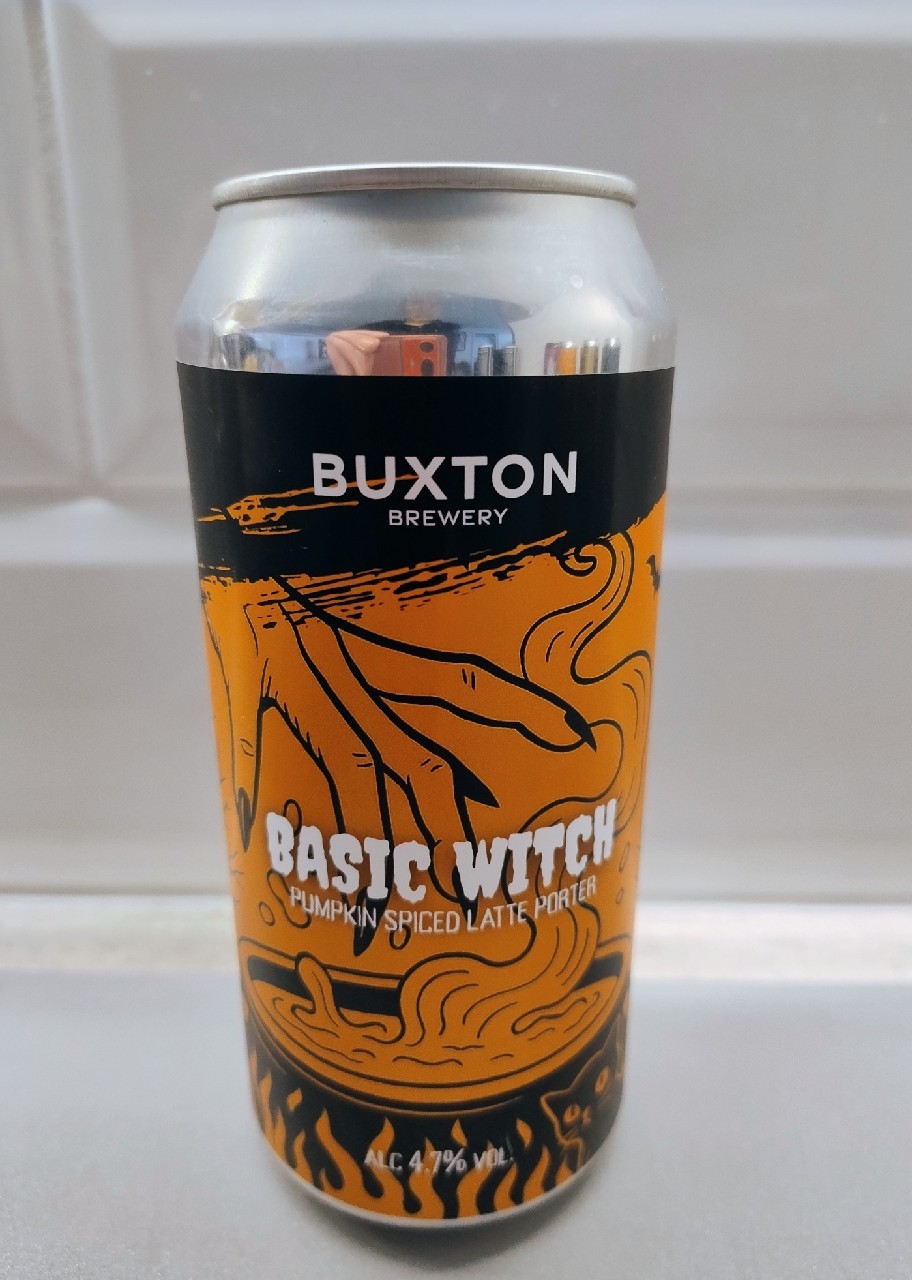 BUXTON
BREWERY
BASIC WITCH
PUMPKIN SPICED LATTE PORTER
ALC 4.7% VOL.